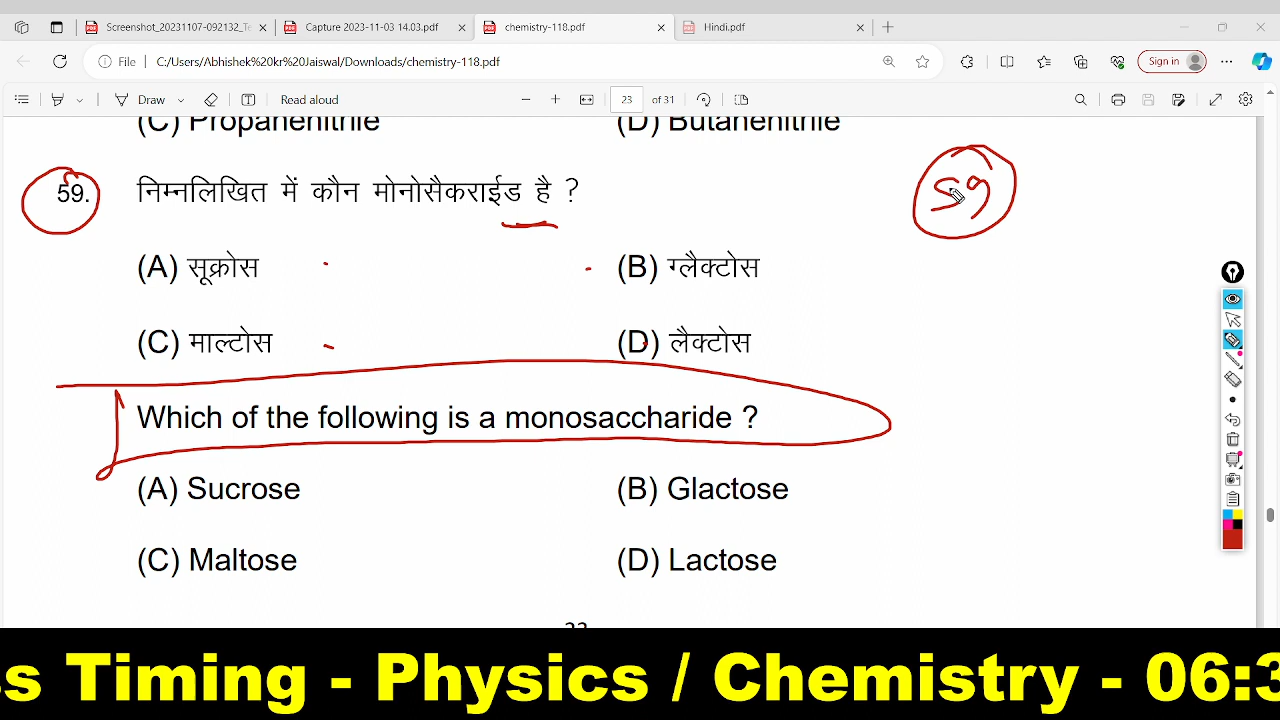 Screenshot_20231107-092132_Te
Capture 2023-11-03 14.03.pdf
chemistry-118.pdf
Hindi.pdf
File
C:/Users/Abhishek%20kr%20Jaiswal/Downloads/chemistry-118.pdf
Sign in
Draw
Read aloud
23 of 31
(C) Propanenitrile
(D) Butanenitrile
59. निम्नलिखित में कौन मोनोसैकराईड है ?
59
(A) सूक्रोस
(B) ग्लैक्टोस
(C) माल्टोस
(D) लैक्टोस
Which of the following is a monosaccharide ?
(A) Sucrose
(B) Glactose
(C) Maltose
(D) Lactose
ss Timing - Physics / Chemistry - 06:3